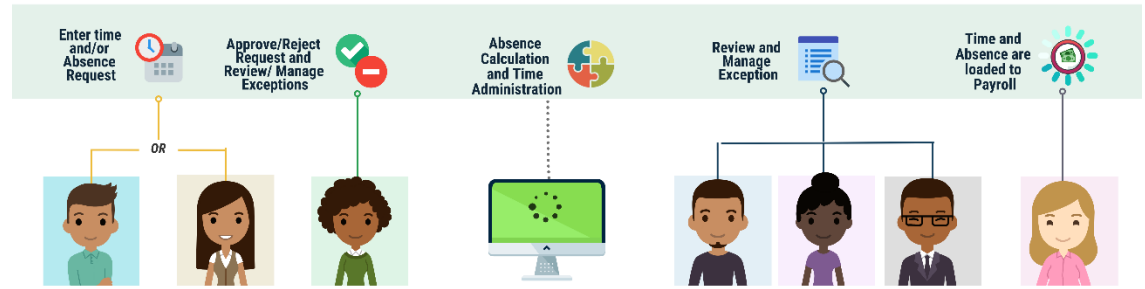 Enter time
and/or
Absence
Request
Approve/Reject
Request and
Review/ Manage
Exceptions
Absence
Calculation
and Time
Administration
Review and
Manage
Exception
Time and
Absence are
loaded to
Payroll
OR